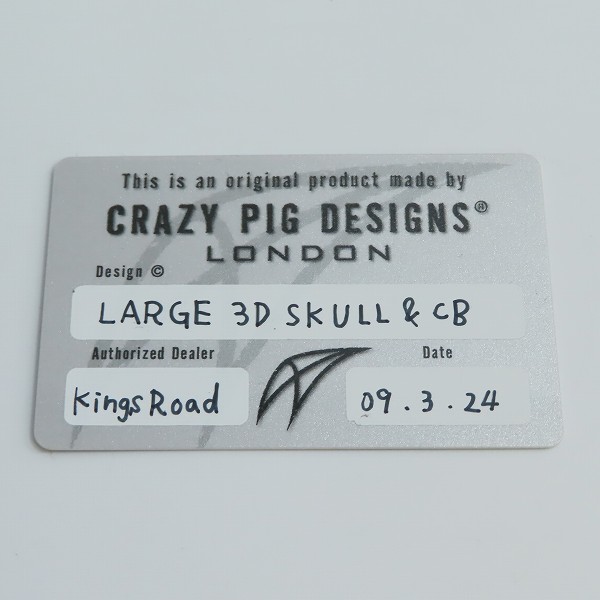 This is an original product made by
CRAZY PIG DESIGNS®
LONDON
Design ©
LARGE 3D SKULL & CB
Authorized Dealer
Date
Kings Road
09.3.24